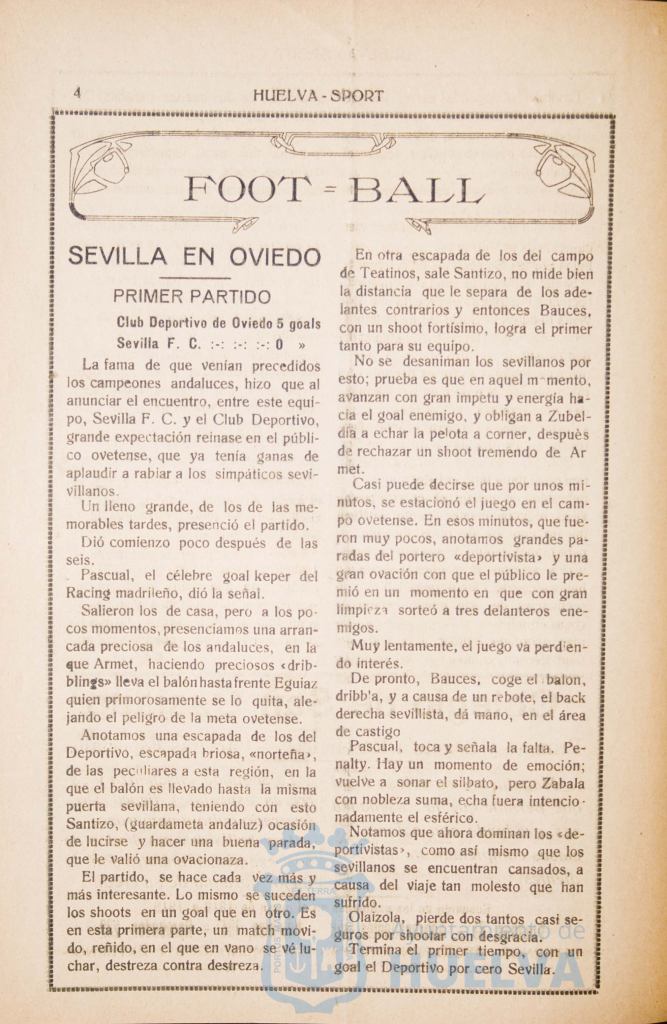 4
HUELVA - SPORT
FOOT = BALL
SEVILLA EN OVIEDO
PRIMER PARTIDO
Club Deportivo de Oviedo 5 goals
Sevilla F. C. :-: :-: :-: 0 »
La fama de que venían precedidos
los campeones andaluces, hizo que al
anunciar el encuentro, entre este equi-
po, Sevilla F. C. y el Club Deportivo,
grande expectación reinase en el públi-
co ovetense, que ya tenía ganas de
aplaudir a rabiar a los simpáticos sevi-
villanos.
Un lleno grande, de los de las me-
morables tardes, presenció el partido.
Dió comienzo poco después de las
seis.
Pascual, el célebre goal keper del
Racing madrileño, dió la señal.
Salieron los de casa, pero a los po-
cos momentos, presenciamos una arran-
cada preciosa de los andaluces, en la
que Armet, haciendo preciosos «drib-
blings» lleva el balón hasta frente Eguiaz
quien primorosamente se lo quita, ale-
jando el peligro de la meta ovetense.
Anotamos una escapada de los del
Deportivo, escapada briosa, «norteña»,
de las peculiares a esta región, en la
que el balón es llevado hasta la misma
puerta sevillana, teniendo con esto
Santizo, (guardameta andaluz) ocasión
de lucirse y hacer una buena parada,
que le valió una ovacionaza.
El partido, se hace cada vez más y
más interesante. Lo mismo se suceden
los shoots en un goal que en otro. Es
en esta primera parte, un match movi-
do, reñido, en el que en vano se vé lu-
char, destreza contra destreza.
En otra escapada de los del campo
de Teatinos, sale Santizo, no mide bien
la distancia que le separa de los ade-
lantes contrarios y entonces Bauces,
con un shoot fortísimo, logra el primer
tanto para su equipo.
No se desaniman los sevillanos por
esto; prueba es que en aquel m mento,
avanzan con gran impetu y energía ha-
cia el goal enemigo, y obligan a Zubel-
día a echar la pelota a corner, despuès
de rechazar un shoot tremendo de Ar
met.
Casi puede decirse que por unos mi-
nutos, se estacionó el juego en el cam-
po ovetense. En esos minutos, que fue-
ron muy pocos, anotamos grandes pa-
radas del portero «deportivista» y una
gran ovación con que el público le pre-
mió en un momento en que con gran
limpieza sorteó a tres delanteros ene-
migos.
Muy lentamente, el juego va perdien-
do interés.
De pronto, Bauces, coge el balon,
dribb'a, y a causa de un rebote, el back
derecha sevillista, dá mano, en el área
de castigo
Pascual, toca y señala la falta. Pe-
nalty. Hay un momento de emoción;
vuelve a sonar el silbato, pero Zabala
con nobleza suma, echa fuera intencio-
nadamente el esférico.
Notamos que ahora dominan los «de-
portivistas», como así mismo que los
sevillanos se encuentran cansados, a
causa del viaje tan molesto que han
sufrido.
Olaizola, pierde dos tantos casi se-
guros por shootar con desgracia.
Termina el primer tiempo, con un
goal el Deportivo por cero Sevilla.
Ayuntamiento de
HUELVA